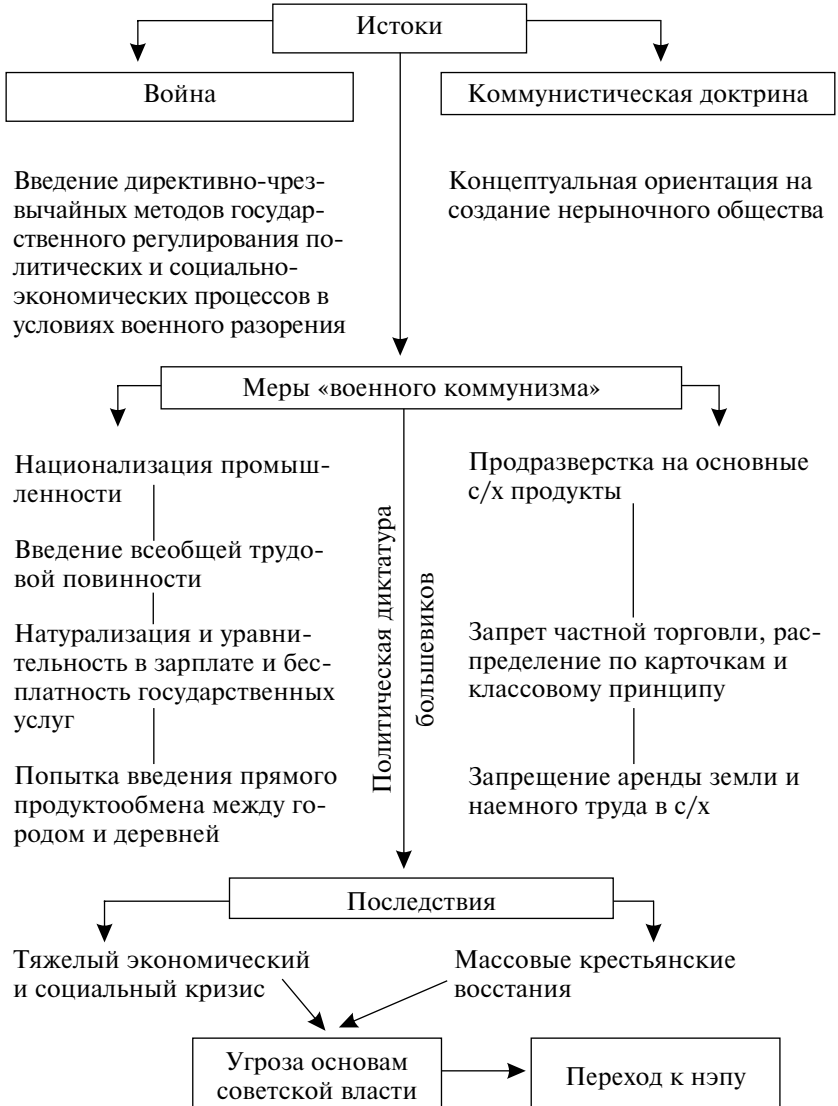 Истоки
Война
Коммунистическая доктрина
Введение директивно-чрез-
вычайных методов государ-
ственного регулирования по-
литических и социально-
экономических процессов в
условиях военного разорения
Концептуальная ориентация на
создание нерыночного общества
Меры «военного коммунизма»
Национализация промыш-
ленности
Введение всеобщей трудо-
вой повинности
Натурализация и уравни-
тельность в зарплате и бес-
платность государственных
услуг
Попытка введения прямого
продуктообмена между го-
родом и деревней
Политическая диктатура
большевиков
Продразверстка на основные
с/х продукты
Запрет частной торговли, рас-
пределение по карточкам и
классовому принципу
Запрещение аренды земли и
наемного труда в с/х
Последствия
Тяжелый экономический
и социальный кризис
Массовые крестьянские
восстания
Угроза основам
советской власти
Переход к нэпу